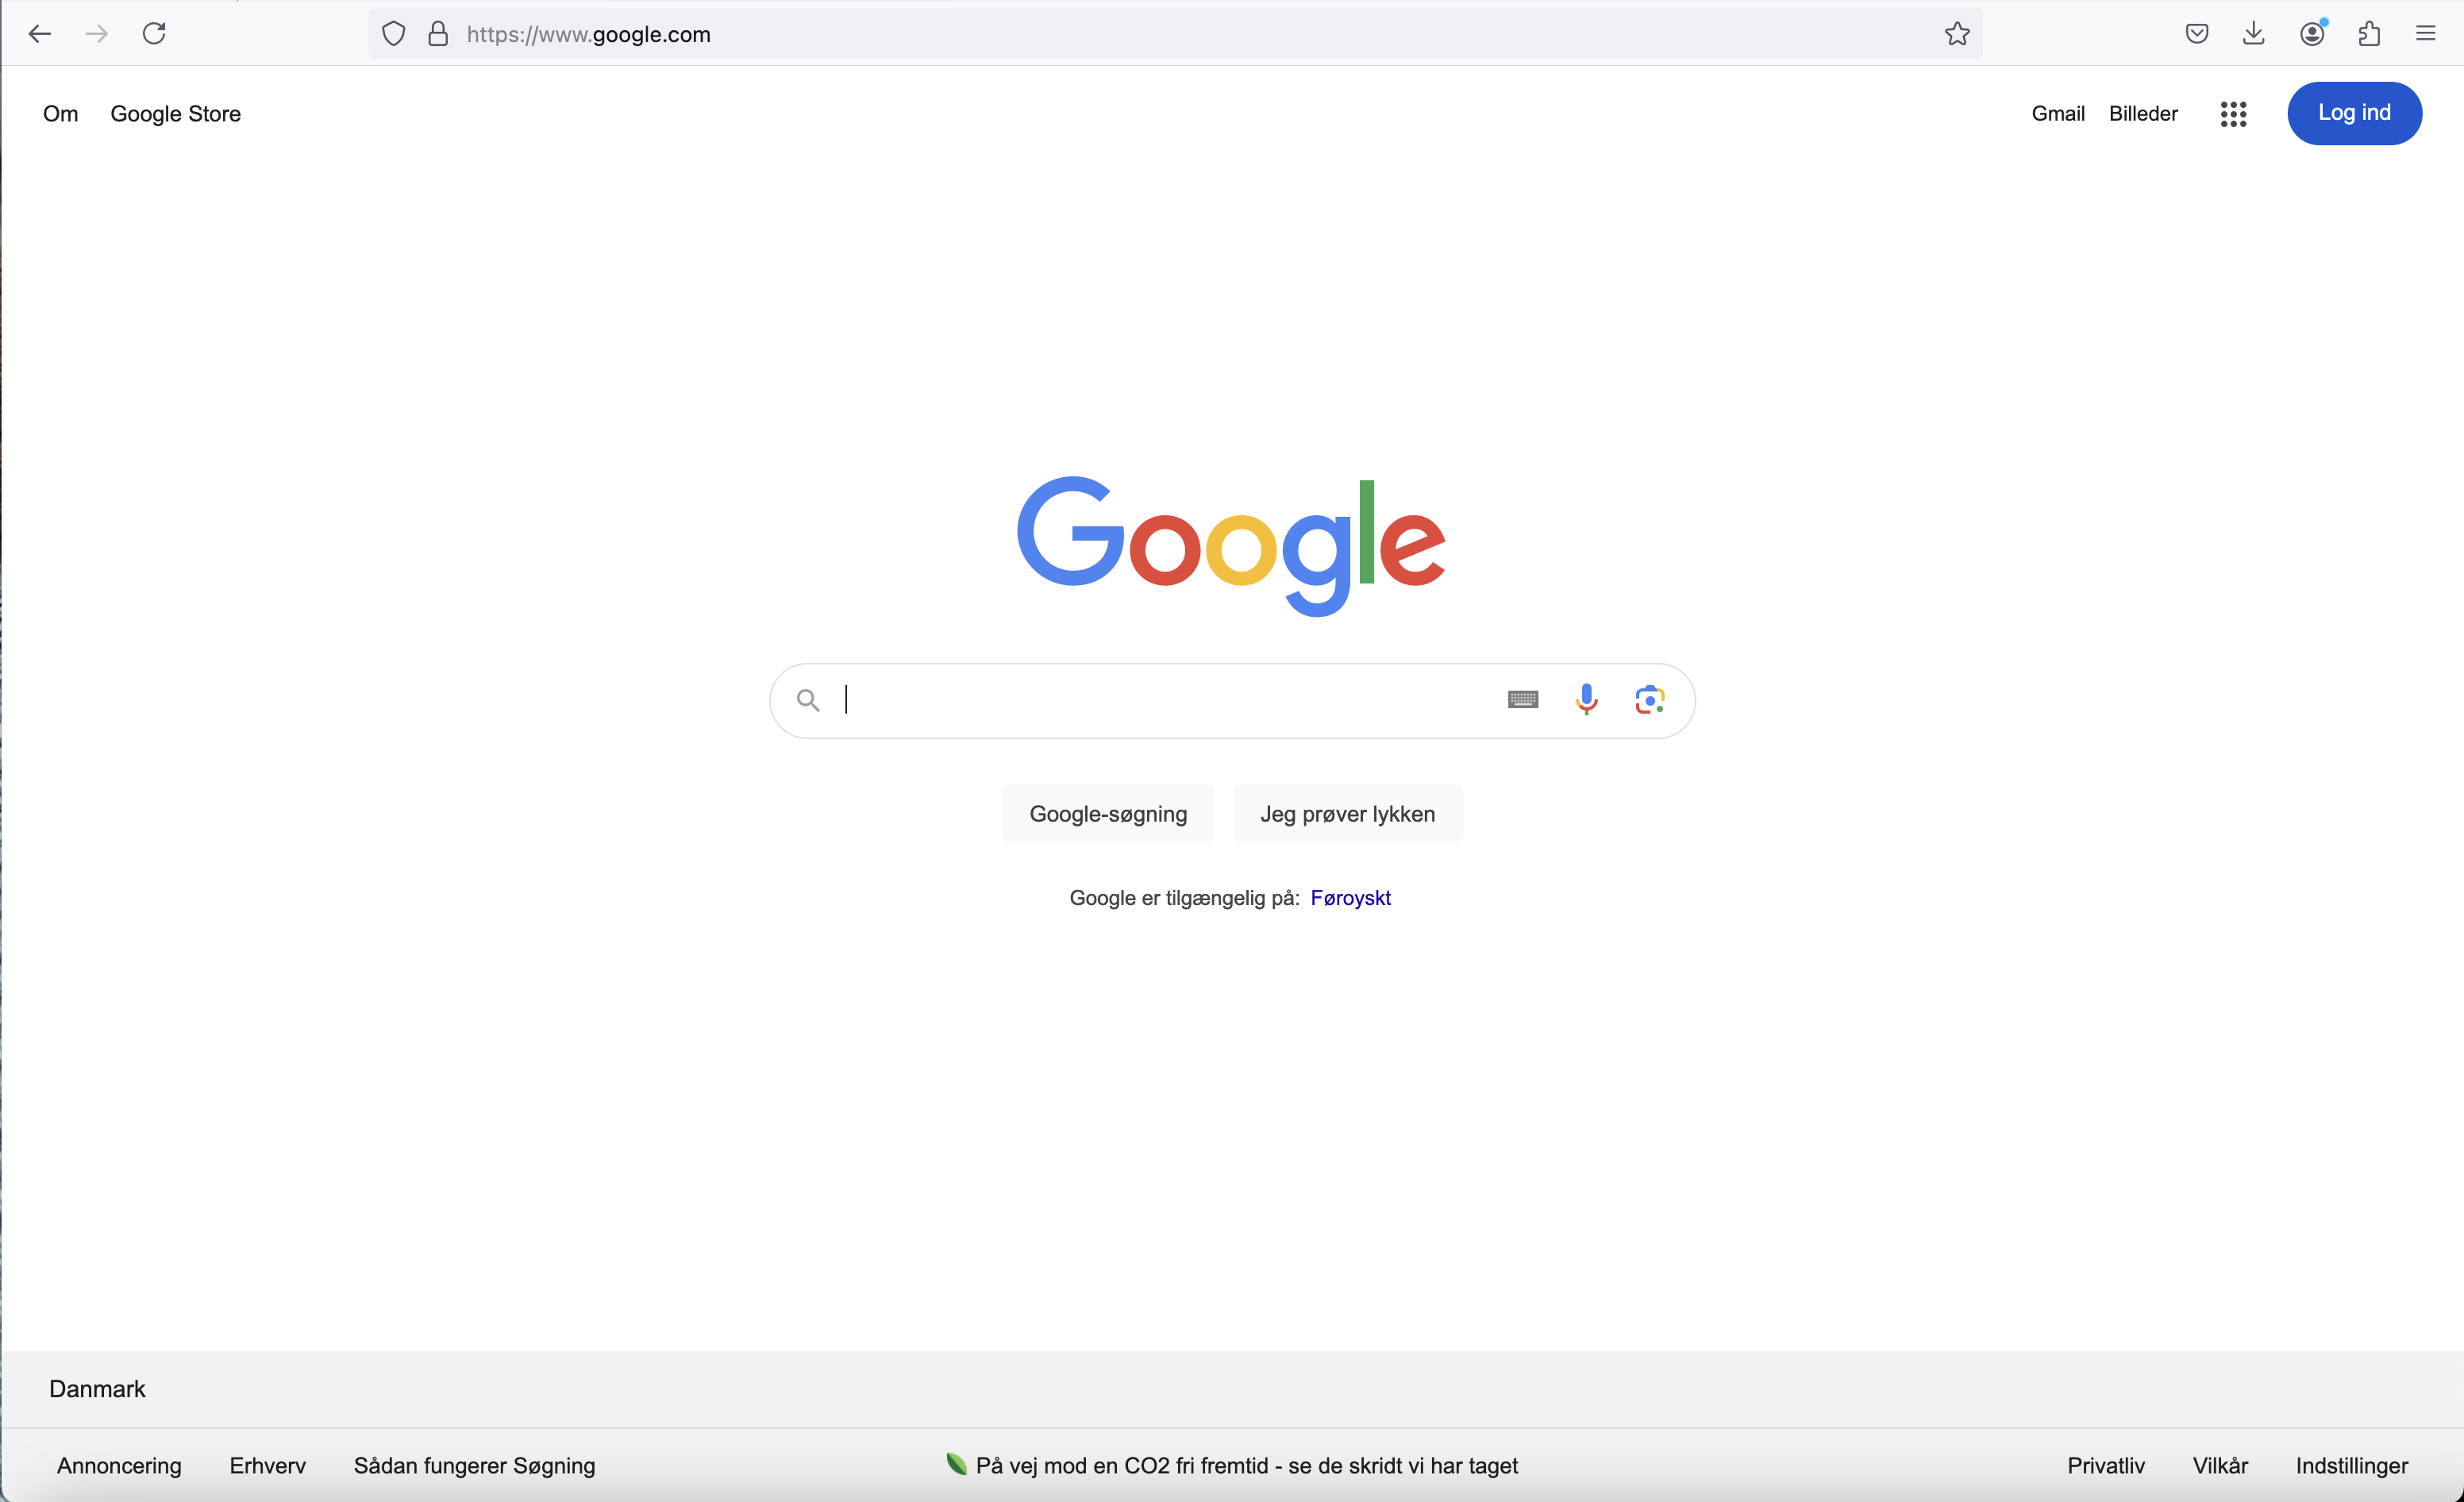 https://www.google.com
Om Google Store Gmail Billeder Log ind
Google
Google-søgning Jeg prøver lykken
Google er tilgængelig på: Føroyskt
Danmark
Annoncering Erhverv Sådan fungerer Søgning På vej mod en CO2 fri fremtid - se de skridt vi har taget Privatliv Vilkår Indstillinger